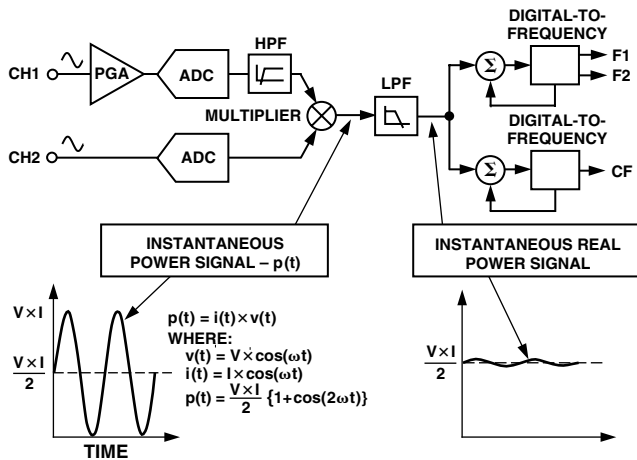 DIGITAL-TO-
FREQUENCY
HPF
CH1
PGA
ADC
LPF
Σ
F1
F2
MULTIPLIER
CH2
ADC
DIGITAL-TO-
FREQUENCY
Σ
CF
INSTANTANEOUS
POWER SIGNAL – p(t)
INSTANTANEOUS REAL
POWER SIGNAL
V × I
V × I
2
TIME
p(t) = i(t) × v(t)
WHERE:
v(t) = V × cos(ωt)
i(t) = I × cos(ωt)
p(t) = V × I
2
{1+cos(2ωt)}
V × I
2